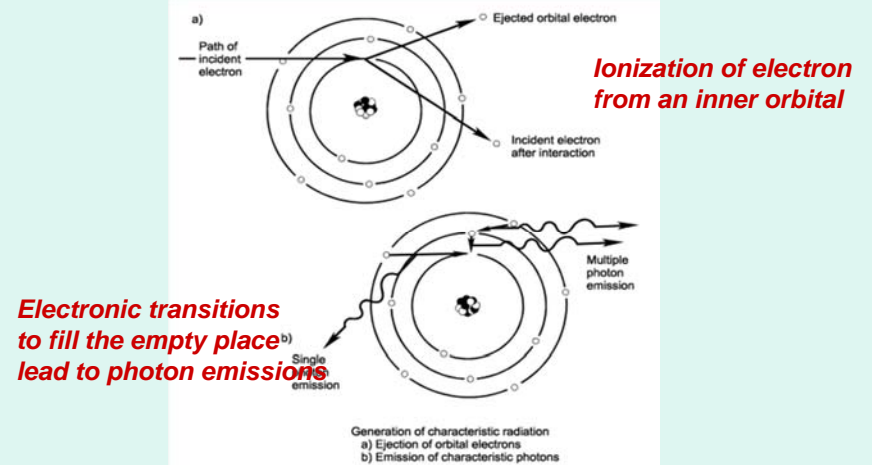 a)
Ejected orbital electron
Path of
incident
electron
Ionization of electron
from an inner orbital
Incident electron
after interaction
Multiple
photon
emission
Electronic transitions
to fill the empty place
lead to photon emissions
b)
Single
photon
emission
Generation of characteristic radiation
a) Ejection of orbital electrons
b) Emission of characteristic photons